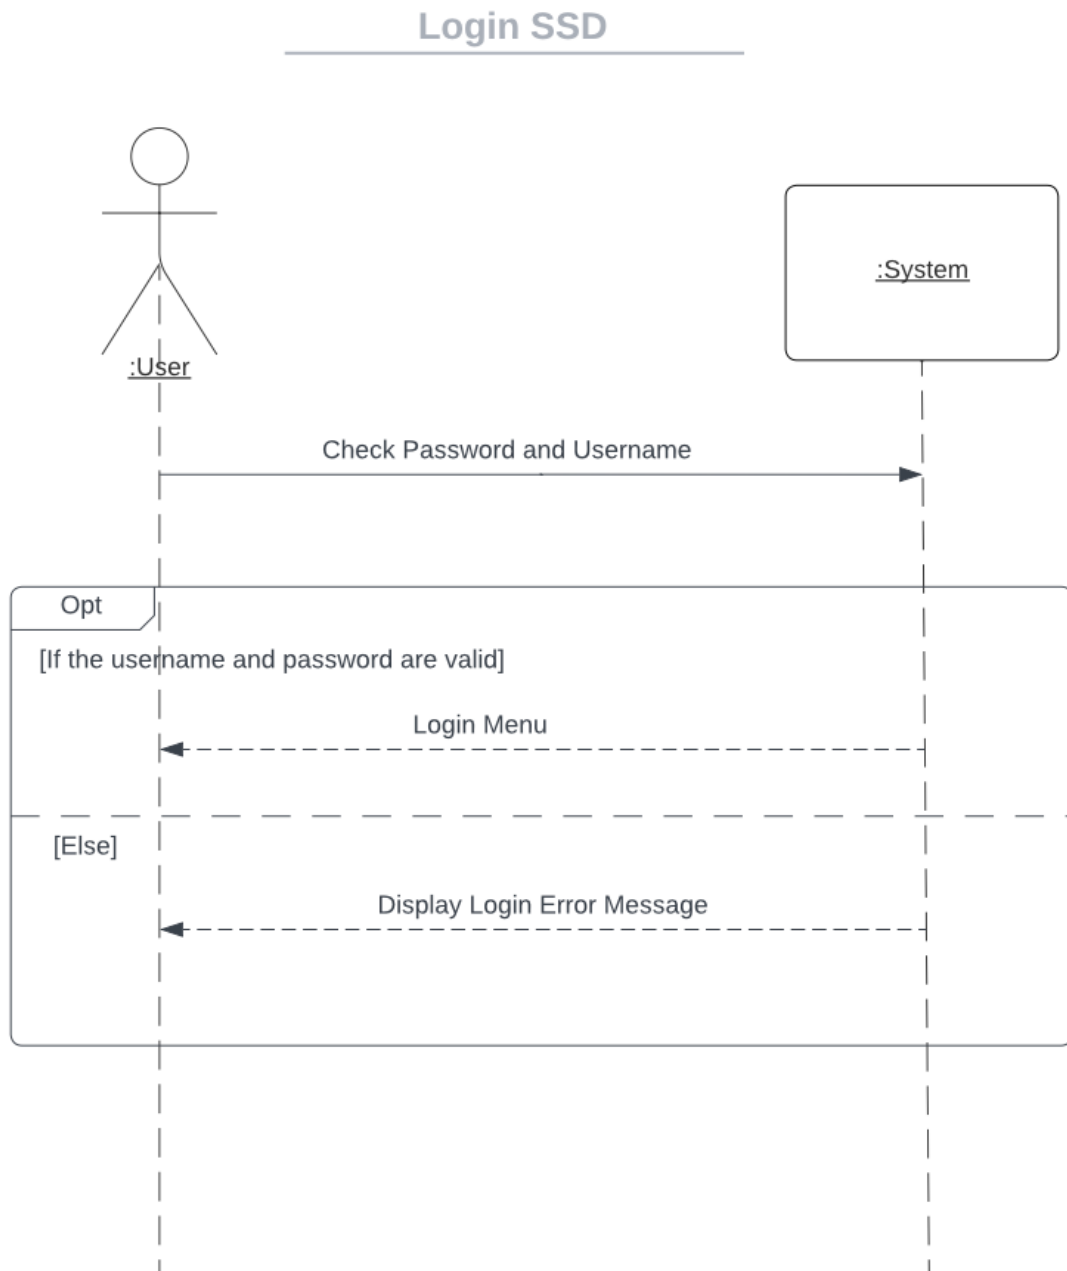 Login SSD
:User
:System
Check Password and Username
Opt
[If the username and password are valid]
Login Menu
[Else]
Display Login Error Message